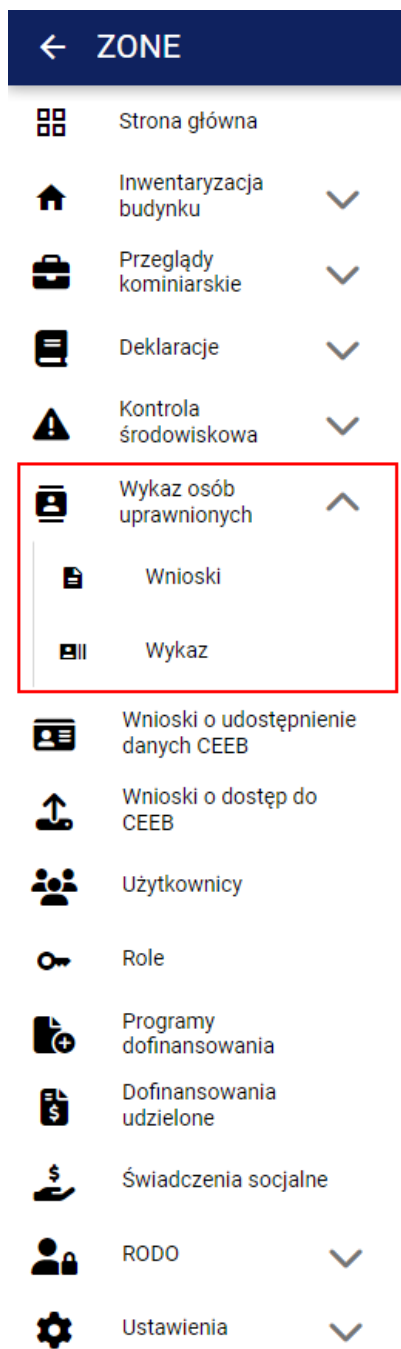 ZONE
Strona główna
Inwentaryzacja
budynku
Przeglądy
kominiarskie
Deklaracje
Kontrola
środowiskowa
Wykaz osób
uprawnionych
Wnioski
Wykaz
Wnioski o udostępnienie
danych CEEB
Wnioski o dostęp do
CEEB
Użytkownicy
Role
Programy
dofinansowania
Dofinansowania
udzielone
Świadczenia socjalne
RODO
Ustawienia